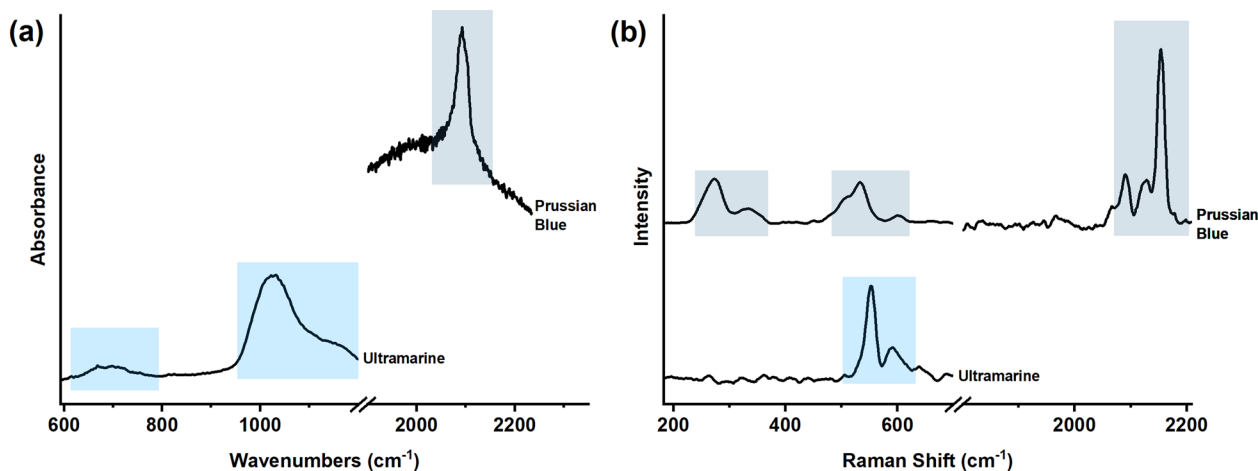 (a)
Absorbance
Prussian
Blue
Ultramarine
600 800 1000 2000 2200
Wavenumbers (cm⁻¹)
(b)
Intensity
Prussian
Blue
Ultramarine
200 400 600 2000 2200
Raman Shift (cm⁻¹)